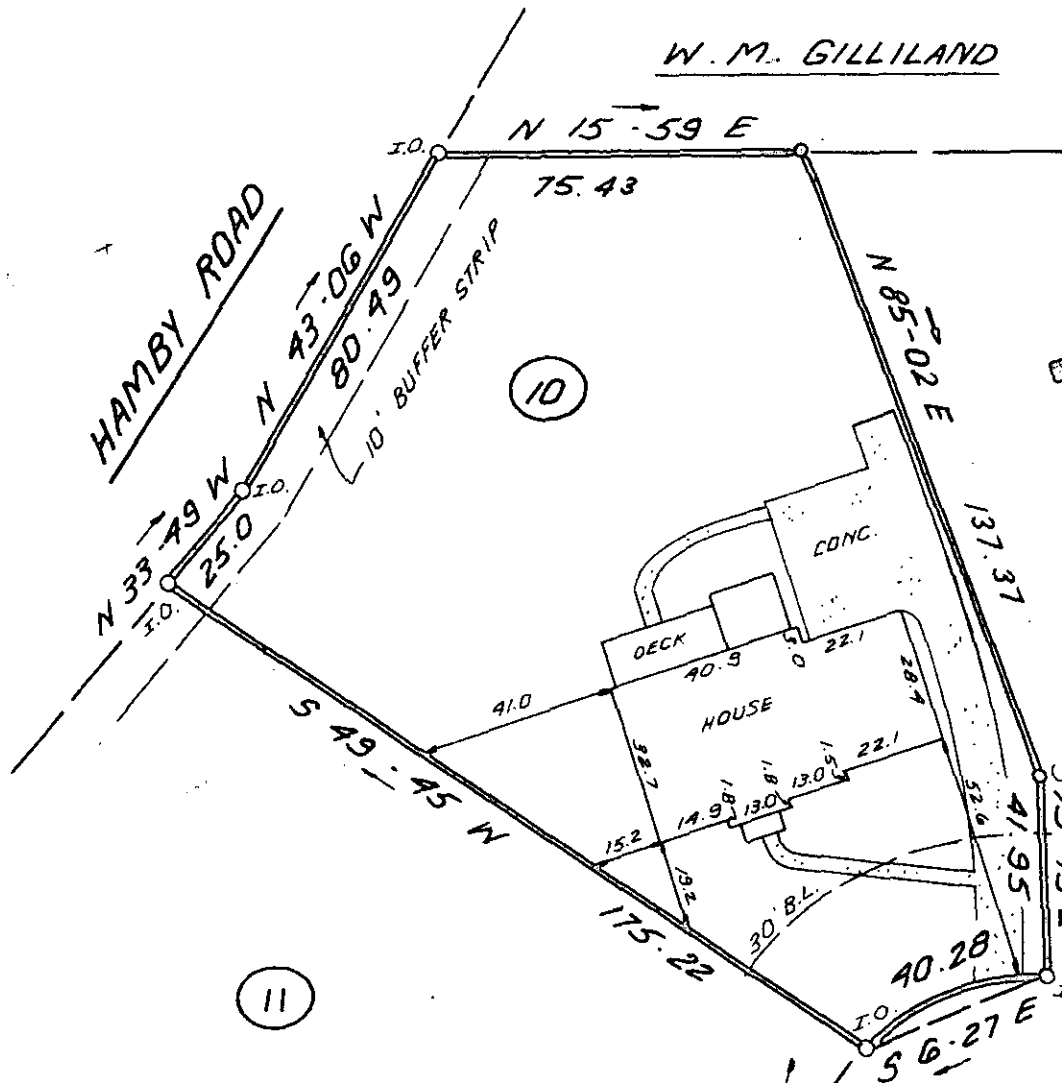 W. M. GILLILAND
I.O.
N 15-59 E
75.43
HAMBY ROAD
N 43-06 W
80.49
10' BUFFER STRIP
N 85-02 E
137.37
10
I.O.
N 33-49 W
25.0
I.O.
CONC.
DECK
40.9
5.0
22.1
28.4
HOUSE
41.0
32.7
S 49-45 W
175.22
22.1
1.5
13.0
1.8
13.0
1.8
14.9
15.2
19.2
52.6
41.95
30' B.L.
40.28
I.O.
S 6-27 E
11